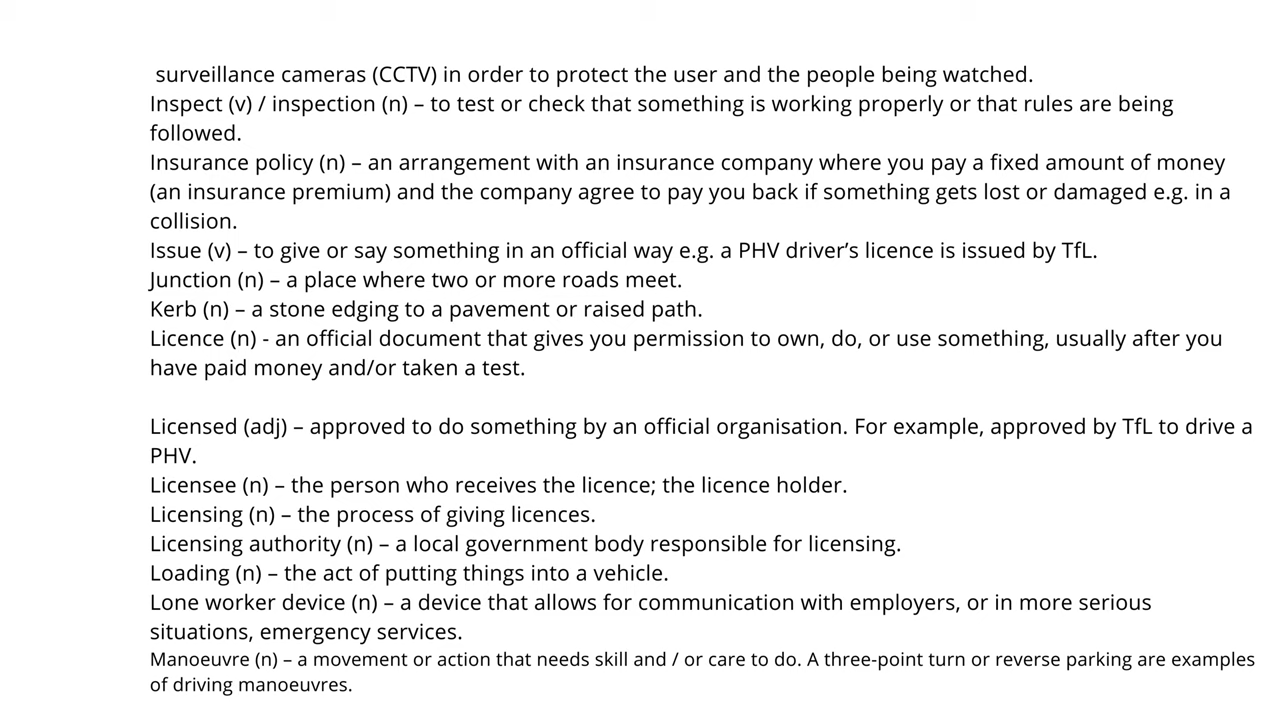 surveillance cameras (CCTV) in order to protect the user and the people being watched.
Inspect (v) / inspection (n) – to test or check that something is working properly or that rules are being
followed.
Insurance policy (n) – an arrangement with an insurance company where you pay a fixed amount of money
(an insurance premium) and the company agree to pay you back if something gets lost or damaged e.g. in a
collision.
Issue (v) – to give or say something in an official way e.g. a PHV driver’s licence is issued by TfL.
Junction (n) – a place where two or more roads meet.
Kerb (n) – a stone edging to a pavement or raised path.
Licence (n) - an official document that gives you permission to own, do, or use something, usually after you
have paid money and/or taken a test.
Licensed (adj) – approved to do something by an official organisation. For example, approved by TfL to drive a
PHV.
Licensee (n) – the person who receives the licence; the licence holder.
Licensing (n) – the process of giving licences.
Licensing authority (n) – a local government body responsible for licensing.
Loading (n) – the act of putting things into a vehicle.
Lone worker device (n) – a device that allows for communication with employers, or in more serious
situations, emergency services.
Manoeuvre (n) – a movement or action that needs skill and / or care to do. A three-point turn or reverse parking are examples
of driving manoeuvres.